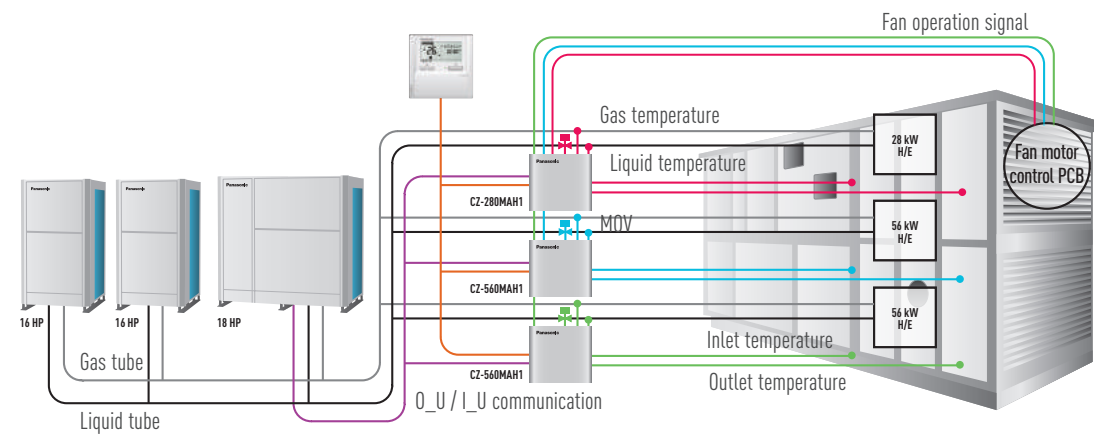 Fan operation signal
Gas temperature
Liquid temperature
Panasonic
CZ-280MAH1
28 kW
H/E
Fan motor
control PCB
Panasonic
Panasonic
Panasonic
MOV
56 kW
H/E
Panasonic
CZ-560MAH1
16 HP
16 HP
18 HP
56 kW
H/E
Panasonic
Inlet temperature
Gas tube
CZ-560MAH1
Outlet temperature
O_U / I_U communication
Liquid tube